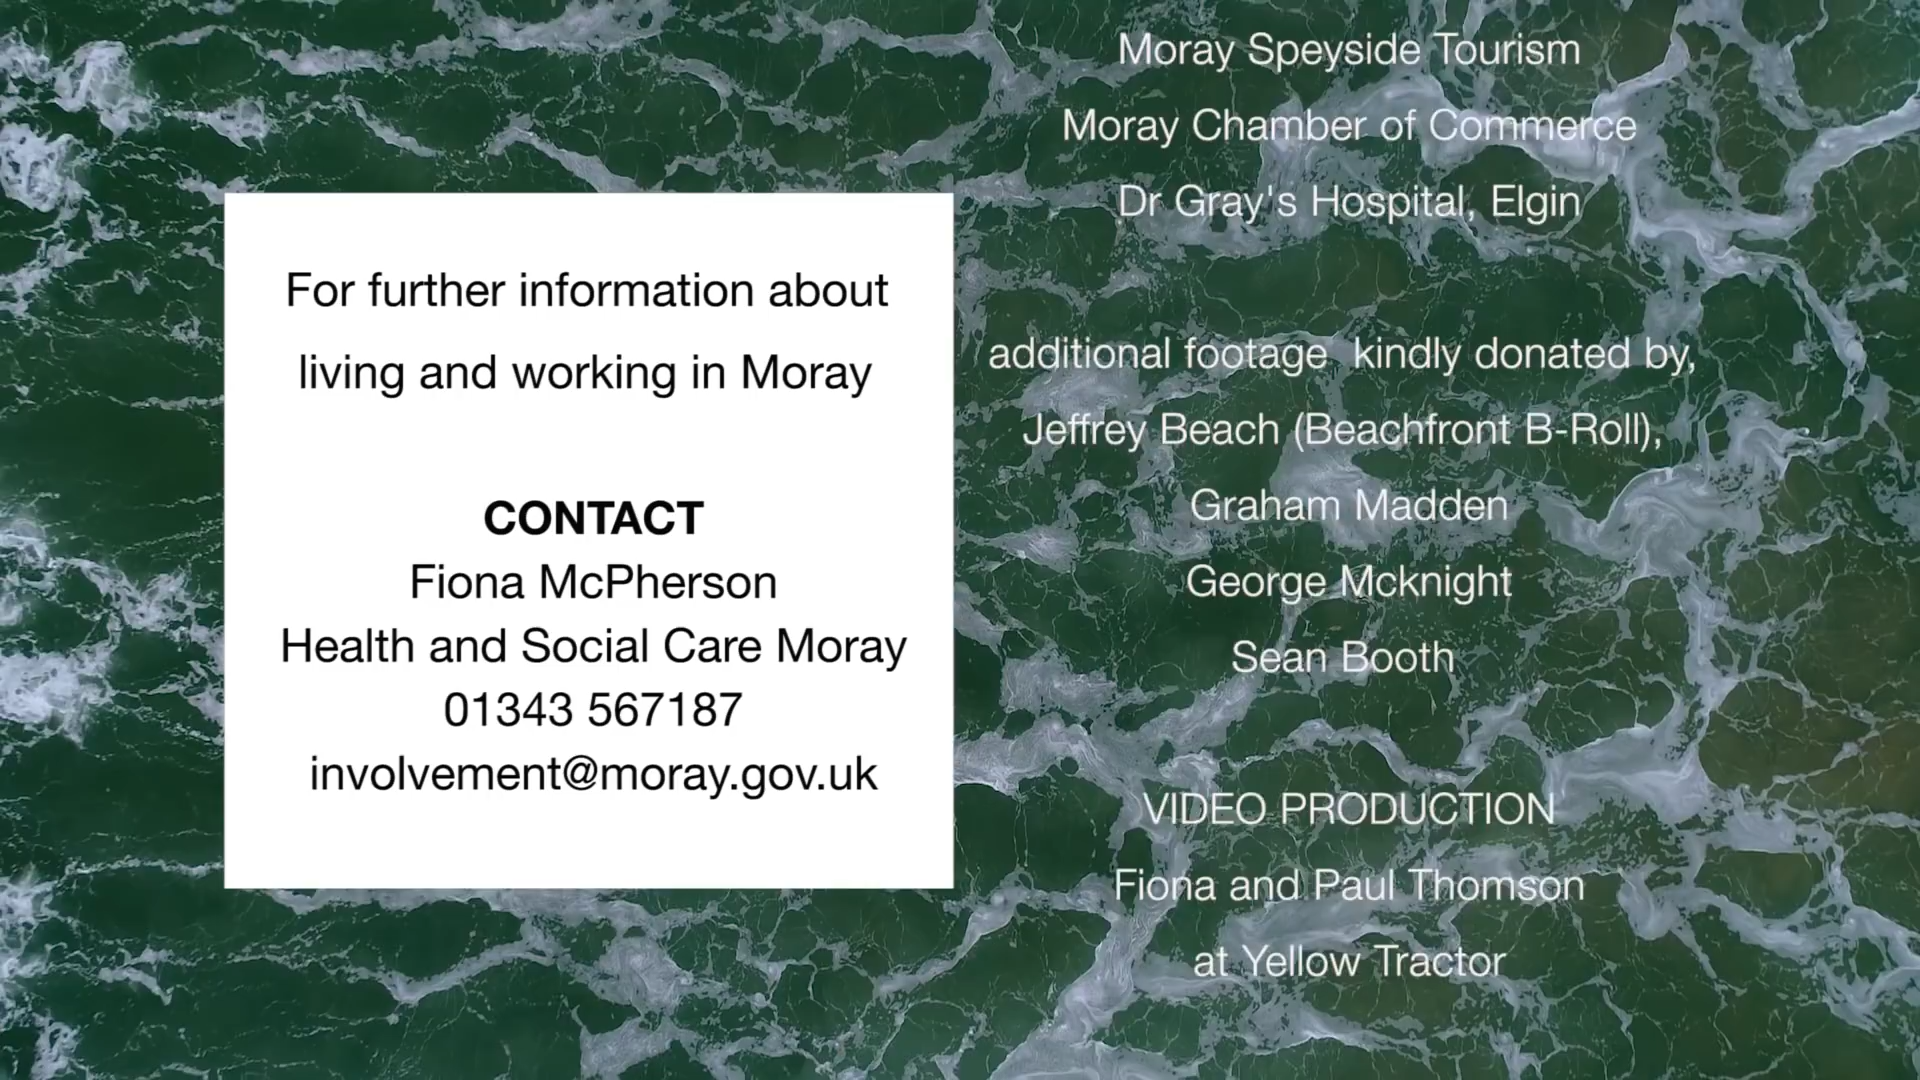 For further information about
living and working in Moray
CONTACT
Fiona McPherson
Health and Social Care Moray
01343 567187
involvement@moray.gov.uk
Moray Speyside Tourism
Moray Chamber of Commerce
Dr Gray's Hospital, Elgin
additional footage  kindly donated by,
Jeffrey Beach (Beachfront B-Roll),
Graham Madden
George Mcknight
Sean Booth
VIDEO PRODUCTION
Fiona and Paul Thomson
at Yellow Tractor